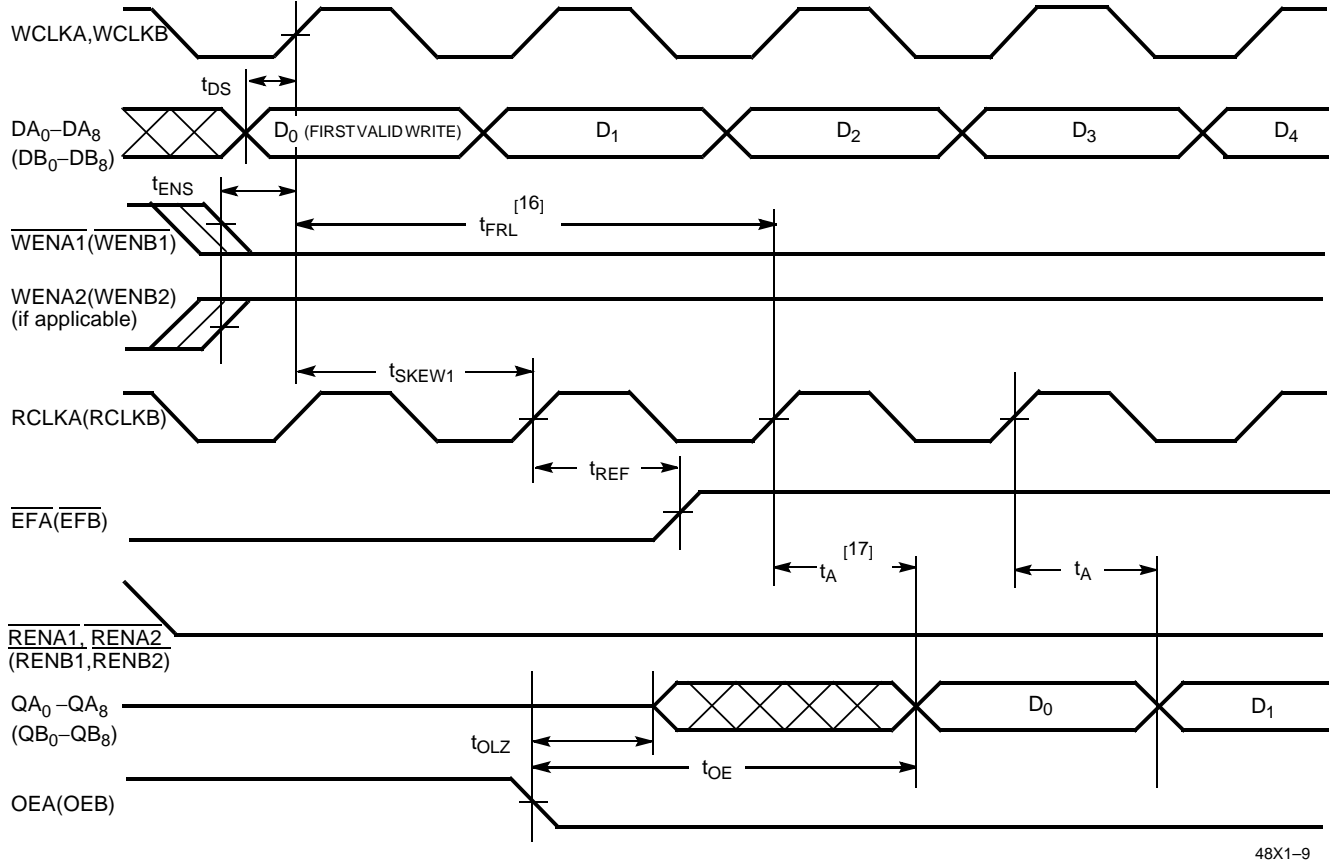 WCLKA,WCLKB
tDS
DA0–DA8
(DB0–DB8)
D0 (FIRST VALID WRITE)
D1
D2
D3
D4
tENS
tFRL [16]
WENA1(WENB1)
WENA2(WENB2)
(if applicable)
tSKEW1
RCLKA(RCLKB)
tREF
EFA(EFB)
tA [17]
tA
RENA1, RENA2
(RENB1,RENB2)
QA0–QA8
(QB0–QB8)
D0
D1
tOLZ
tOE
OEA(OEB)
48X1–9